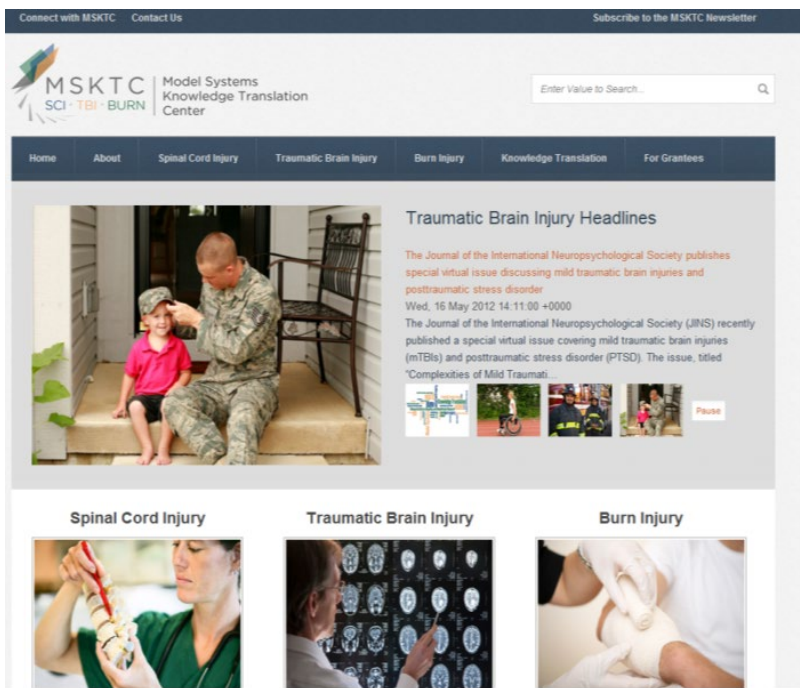 Connect with MSKTC Contact Us Subscribe to the MSKTC Newsletter
MSKTC
SCI · TBI · BURN
Model Systems
Knowledge Translation
Center
Enter Value to Search...
Home About Spinal Cord Injury Traumatic Brain Injury Burn Injury Knowledge Translation For Grantees
Traumatic Brain Injury Headlines
The Journal of the International Neuropsychological Society publishes
special virtual issue discussing mild traumatic brain injuries and
posttraumatic stress disorder
Wed, 16 May 2012 14:11:00 +0000
The Journal of the International Neuropsychological Society (JINS) recently
published a special virtual issue covering mild traumatic brain injuries
(mTBIs) and posttraumatic stress disorder (PTSD). The issue, titled
"Complexities of Mild Traumati...
Pause
Spinal Cord Injury Traumatic Brain Injury Burn Injury